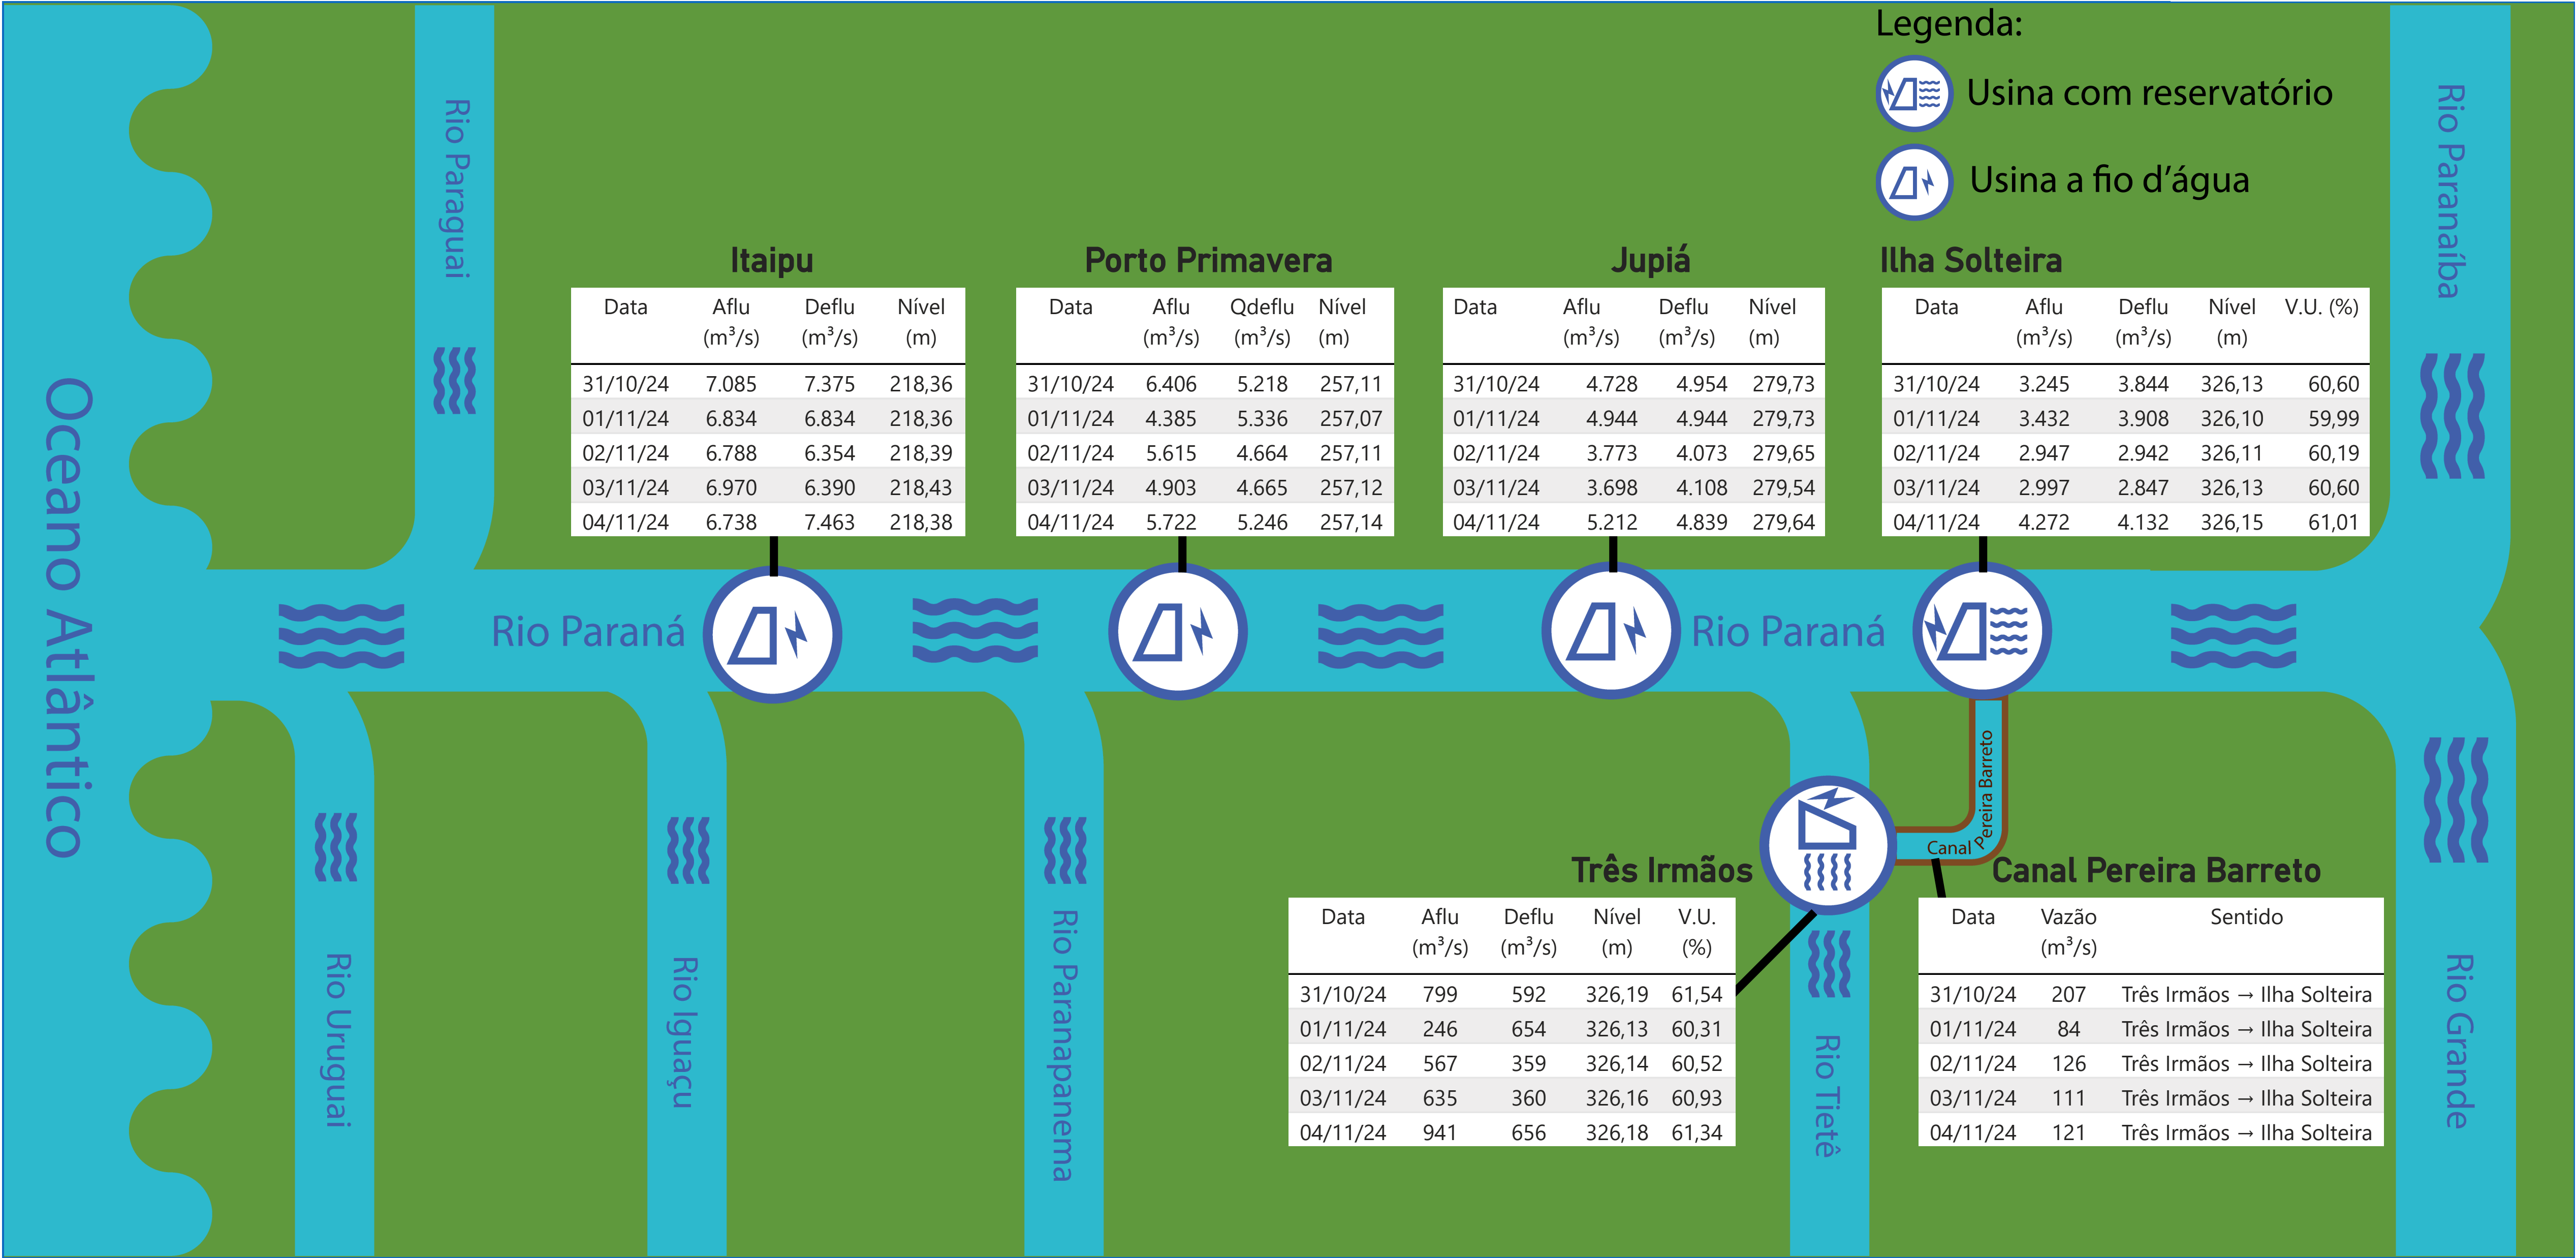 Legenda:
Usina com reservatório
Usina a fio d’água
Oceano Atlântico
Rio Paraguai
Rio Paranaíba
Itaipu
Data Aflu Deflu Nível
(m³/s) (m³/s) (m)
31/10/24 7.085 7.375 218,36
01/11/24 6.834 6.834 218,36
02/11/24 6.788 6.354 218,39
03/11/24 6.970 6.390 218,43
04/11/24 6.738 7.463 218,38
Porto Primavera
Data Aflu Qdeflu Nível
(m³/s) (m³/s) (m)
31/10/24 6.406 5.218 257,11
01/11/24 4.385 5.336 257,07
02/11/24 5.615 4.664 257,11
03/11/24 4.903 4.665 257,12
04/11/24 5.722 5.246 257,14
Jupiá
Data Aflu Deflu Nível
(m³/s) (m³/s) (m)
31/10/24 4.728 4.954 279,73
01/11/24 4.944 4.944 279,73
02/11/24 3.773 4.073 279,65
03/11/24 3.698 4.108 279,54
04/11/24 5.212 4.839 279,64
Ilha Solteira
Data Aflu Deflu Nível V.U. (%)
(m³/s) (m³/s) (m)
31/10/24 3.245 3.844 326,13 60,60
01/11/24 3.432 3.908 326,10 59,99
02/11/24 2.947 2.942 326,11 60,19
03/11/24 2.997 2.847 326,13 60,60
04/11/24 4.272 4.132 326,15 61,01
Rio Paraná
Rio Paraná
Canal Pereira Barreto
Três Irmãos
Data Aflu Deflu Nível V.U.
(m³/s) (m³/s) (m) (%)
31/10/24 799 592 326,19 61,54
01/11/24 246 654 326,13 60,31
02/11/24 567 359 326,14 60,52
03/11/24 635 360 326,16 60,93
04/11/24 941 656 326,18 61,34
Canal Pereira Barreto
Data Vazão Sentido
(m³/s)
31/10/24 207 Três Irmãos → Ilha Solteira
01/11/24 84 Três Irmãos → Ilha Solteira
02/11/24 126 Três Irmãos → Ilha Solteira
03/11/24 111 Três Irmãos → Ilha Solteira
04/11/24 121 Três Irmãos → Ilha Solteira
Rio Uruguai
Rio Iguaçu
Rio Paranapanema
Rio Tietê
Rio Grande